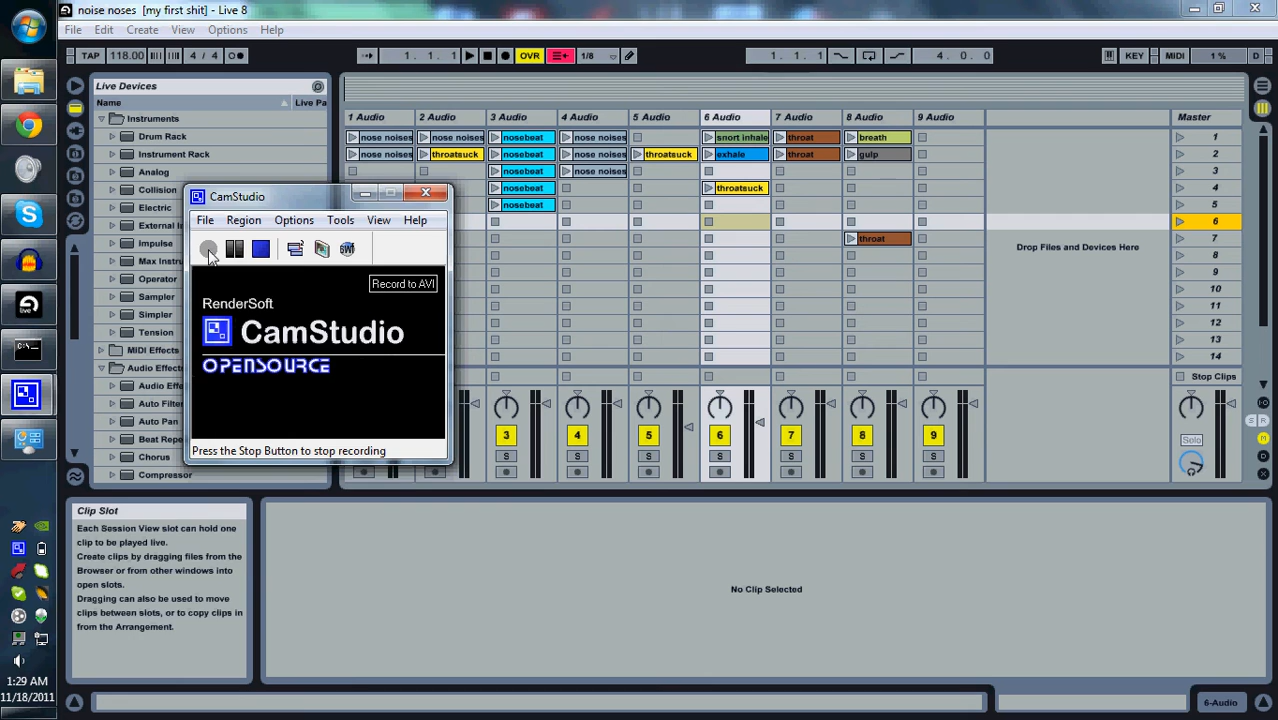 noise noses  [my first shit] - Live 8
File Edit Create View Options Help
TAP 118.00 4 / 4 1. 1. 1 OVR 1/8 1. 1. 1 4. 0. 0 KEY MIDI 1 % D
Live Devices
Name Live Pa
Instruments
Drum Rack
Instrument Rack
Analog
Collision
Electric
External In
Impulse
Max Instru
Operator
Sampler
Simpler
Tension
MIDI Effects
Audio Effe
Audio Effe
Auto Filter
Auto Pan
Beat Repe
Chorus
Compressor
1 Audio 2 Audio 3 Audio 4 Audio 5 Audio 6 Audio 7 Audio 8 Audio 9 Audio Master
nose noises nose noises nosebeat nose noises snort inhale throat breath 1
nose noises throatsuck nosebeat nose noises throatsuck exhale throat gulp 2
nosebeat nose noises 3
nosebeat throatsuck 4
nosebeat 5
6
throat 7
Drop Files and Devices Here
8
9
10
11
12
13
14
Stop Clips
3 4 5 6 7 8 9
Solo
S S S S S S S
CamStudio
File Region Options Tools View Help
Record to AVI
RenderSoft
CamStudio
OPENSOURCE
Press the Stop Button to stop recording
Clip Slot
Each Session View slot can hold one
clip to be played live.
Create clips by dragging files from the
Browser or from other windows into
open slots.
Dragging can also be used to move
clips between slots, or to copy clips in
from the Arrangement.
No Clip Selected
6-Audio
live
C:\.
1:29 AM
11/18/2011